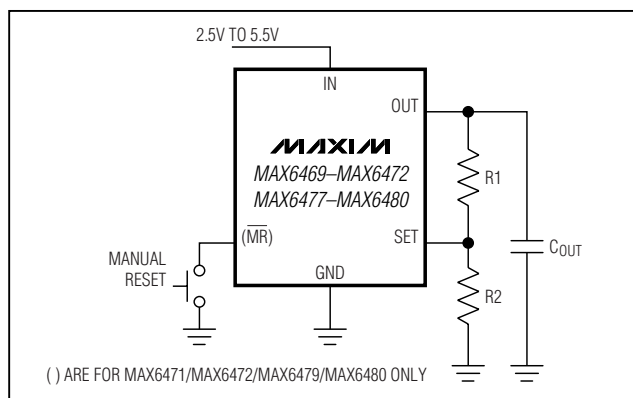 2.5V TO 5.5V
IN
OUT
MAXIM
MAX6469–MAX6472
MAX6477–MAX6480
R1
(M̅R̅)
SET
COUT
MANUAL
RESET
GND
R2
( ) ARE FOR MAX6471/MAX6472/MAX6479/MAX6480 ONLY